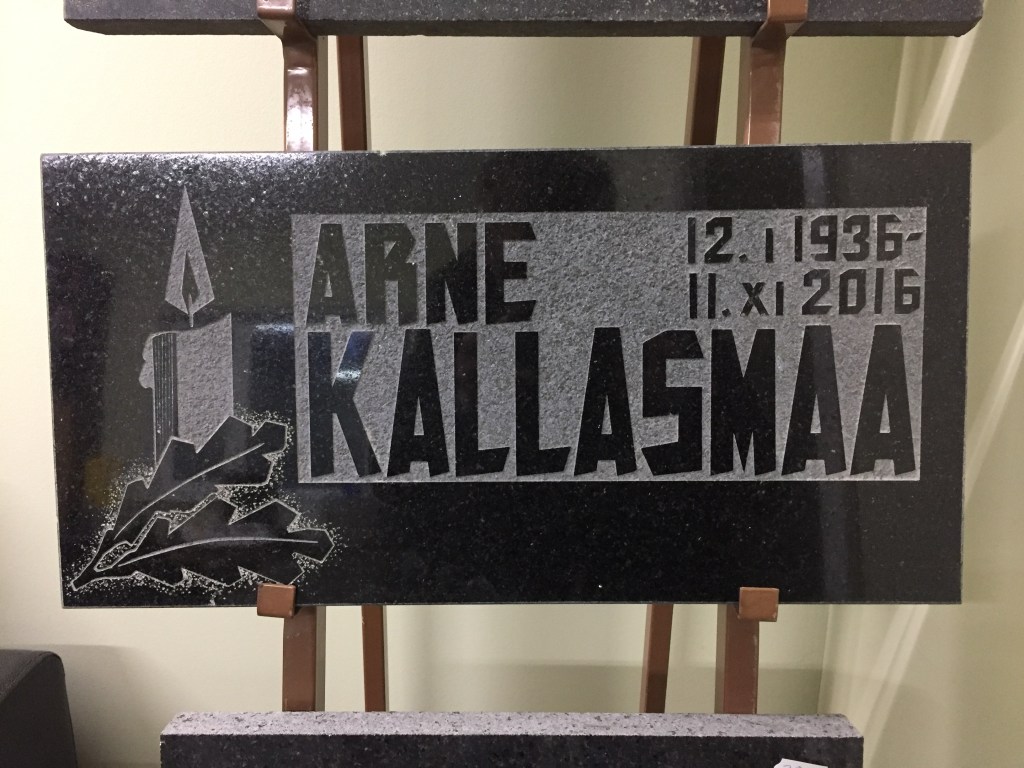 ARNE
12. I 1936-
11. XI 2016
KALLASMAA